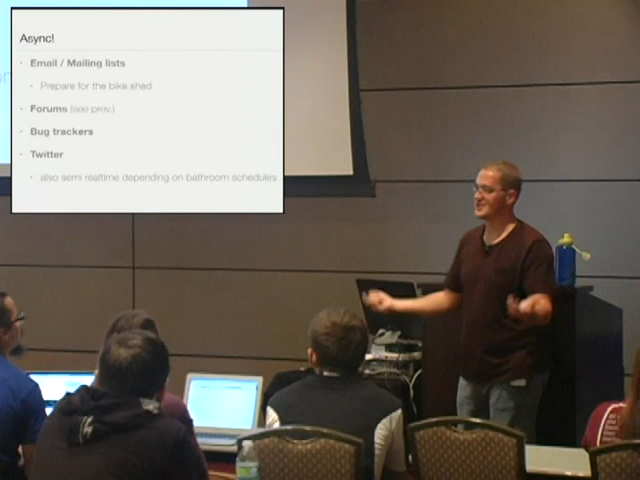 Async!
· Email / Mailing lists
· Prepare for the bike shed
· Forums (see prev.)
· Bug trackers
· Twitter
· also semi realtime depending on bathroom schedules